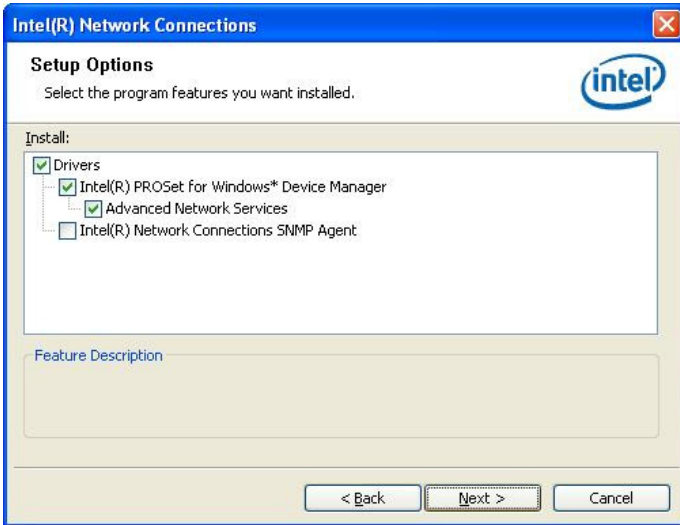 Intel(R) Network Connections
Setup Options
Select the program features you want installed.
intel
Install:
Drivers
Intel(R) PROSet for Windows* Device Manager
Advanced Network Services
Intel(R) Network Connections SNMP Agent
Feature Description
< Back
Next >
Cancel